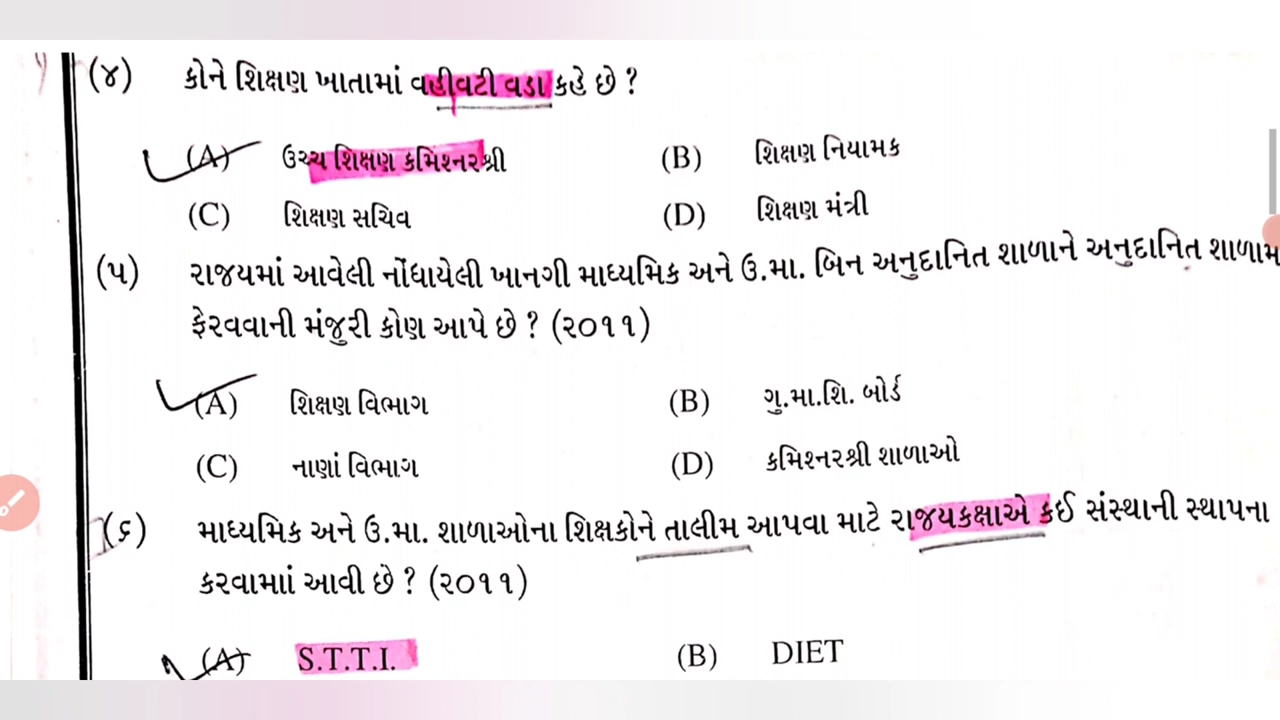 (૪) કોને શિક્ષણ ખાતામાં વહીવટી વડા કહે છે ?
(A) ઉચ્ચ શિક્ષણ કમિશ્નરશ્રી (B) શિક્ષણ નિયામક
(C) શિક્ષણ સચિવ (D) શિક્ષણ મંત્રી
(૫) રાજયમાં આવેલી નોંધાયેલી ખાનગી માધ્યમિક અને ઉ.મા. બિન અનુદાનિત શાળાને અનુદાનિત શાળામ
ફેરવવાની મંજુરી કોણ આપે છે ? (૨૦૧૧)
(A) શિક્ષણ વિભાગ (B) ગુ.મા.શિ. બોર્ડ
(C) નાણાં વિભાગ (D) કમિશ્નરશ્રી શાળાઓ
(૬) માધ્યમિક અને ઉ.મા. શાળાઓના શિક્ષકોને તાલીમ આપવા માટે રાજયકક્ષાએ કઈ સંસ્થાની સ્થાપના
કરવામાાં આવી છે ? (૨૦૧૧)
(A) S.T.T.I. (B) DIET